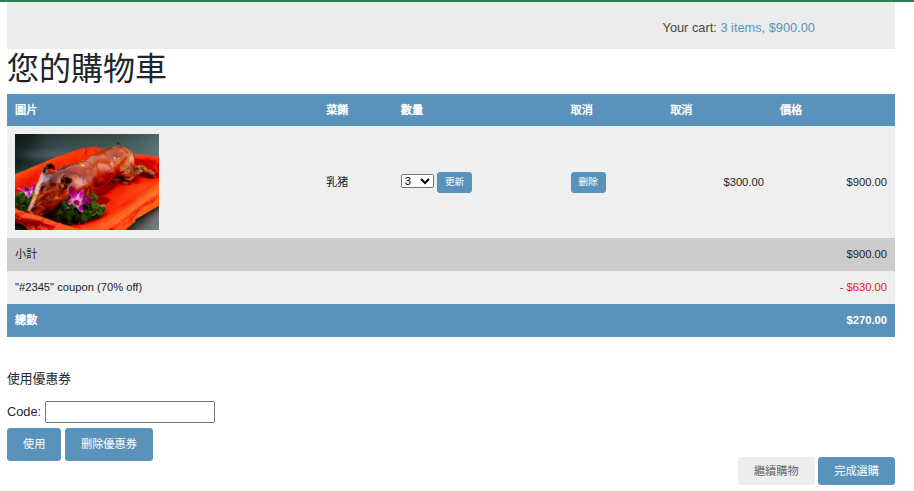 Your cart: 3 items, $900.00
您的購物車
圖片 菜餚 數量 取消 取消 價格
乳猪 3 更新 刪除 $300.00 $900.00
小計 $900.00
"#2345" coupon (70% off) - $630.00
總數 $270.00
使用優惠券
Code:
使用 刪除優惠券
繼續購物 完成選購